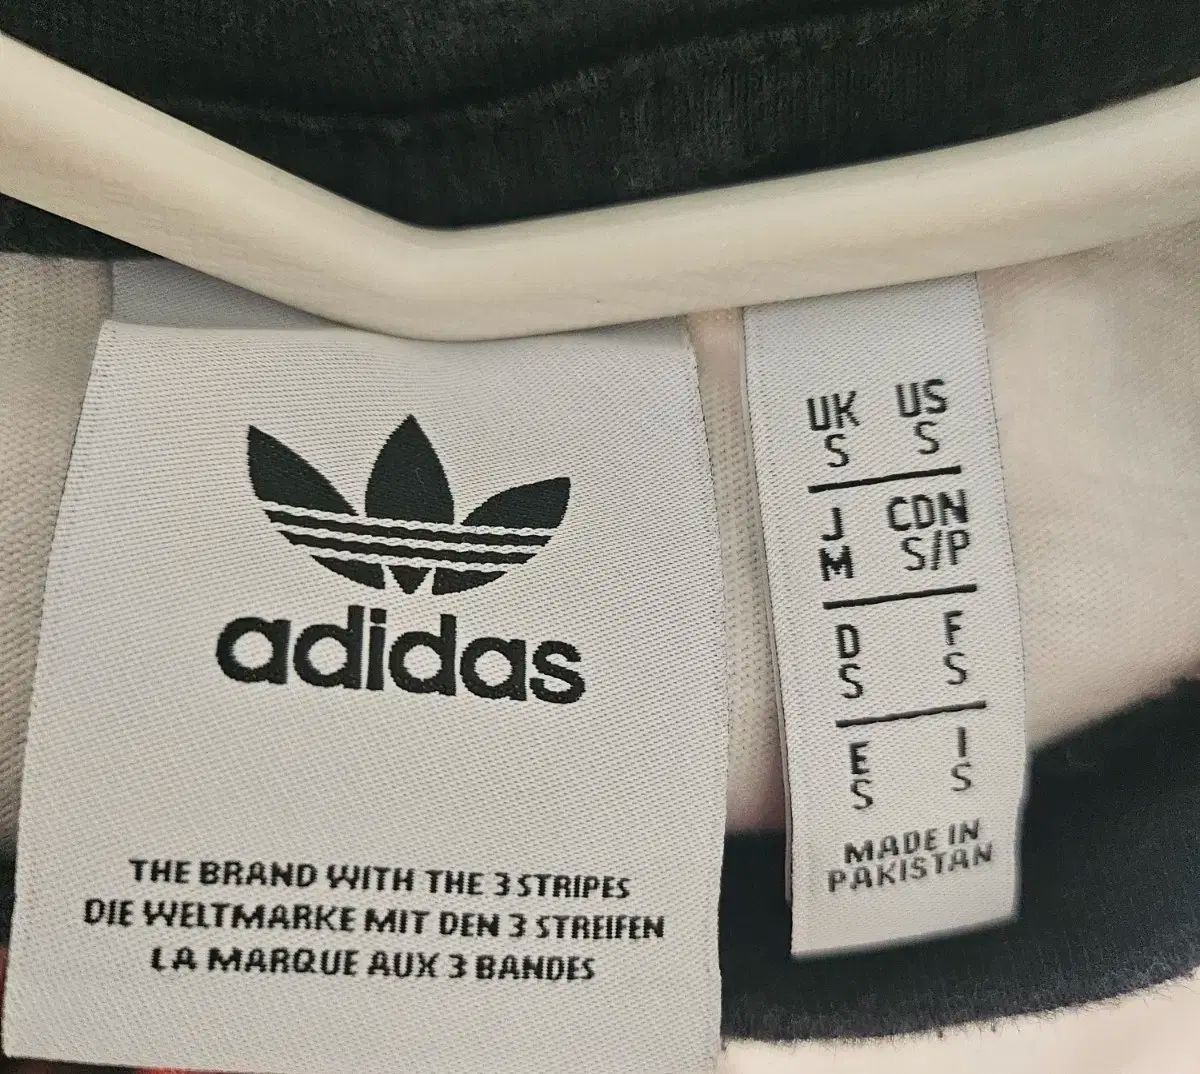 adidas
THE BRAND WITH THE 3 STRIPES
DIE WELTMARKE MIT DEN 3 STREIFEN
LA MARQUE AUX 3 BANDES
UK US
S S
J CDN
M S/P
D F
S S
E I
S S
MADE IN
PAKISTAN